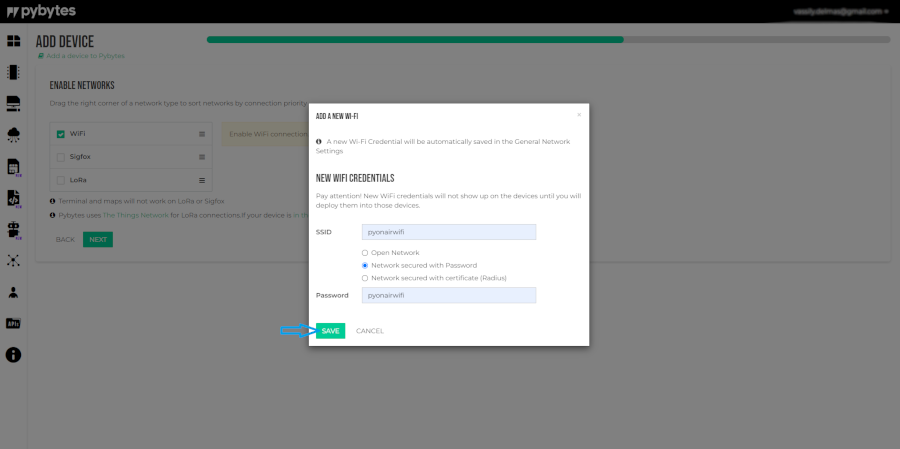 pybytes
ADD DEVICE
Add a device to Pybytes
ENABLE NETWORKS
Drag the right corner of a network type to sort networks by connection priority
WiFi
Enable WiFi connection
Sigfox
LoRa
Terminal and maps will not work on LoRa or Sigfox
Pybytes uses The Things Network for LoRa connections.If your device is in th
BACK
NEXT
ADD A NEW WI-FI
×
A new Wi-Fi Credential will be automatically saved in the General Network
Settings
NEW WIFI CREDENTIALS
Pay attention! New WiFi credentials will not show up on the devices until you will
deploy them into those devices.
SSID
pyonairwifi
Open Network
Network secured with Password
Network secured with certificate (Radius)
Password
pyonairwifi
SAVE
CANCEL
APIs